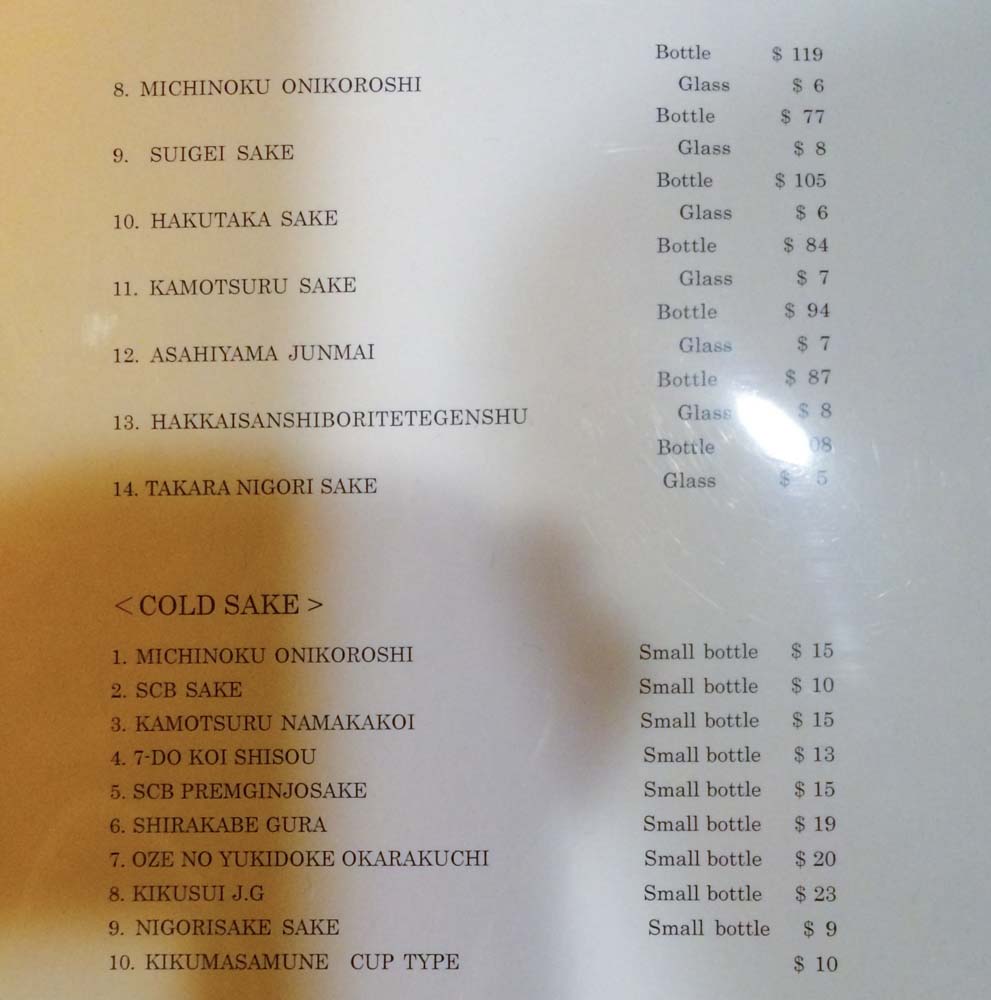 Bottle $ 119
8. MICHINOKU ONIKOROSHI Glass $ 6
Bottle $ 77
9. SUIGEI SAKE Glass $ 8
Bottle $ 105
10. HAKUTAKA SAKE Glass $ 6
Bottle $ 84
11. KAMOTSURU SAKE Glass $ 7
Bottle $ 94
12. ASAHIYAMA JUNMAI Glass $ 7
Bottle $ 87
13. HAKKAISANSHIBORITETEGENSHU Glass $ 8
Bottle
14. TAKARA NIGORI SAKE Glass $ 5
< COLD SAKE >
1. MICHINOKU ONIKOROSHI Small bottle $ 15
2. SCB SAKE Small bottle $ 10
3. KAMOTSURU NAMAKAKOI Small bottle $ 15
4. 7-DO KOI SHISOU Small bottle $ 13
5. SCB PREMGINJOSAKE Small bottle $ 15
6. SHIRAKABE GURA Small bottle $ 19
7. OZE NO YUKIDOKE OKARAKUCHI Small bottle $ 20
8. KIKUSUI J.G Small bottle $ 23
9. NIGORISAKE SAKE Small bottle $ 9
10. KIKUMASAMUNE CUP TYPE $ 10